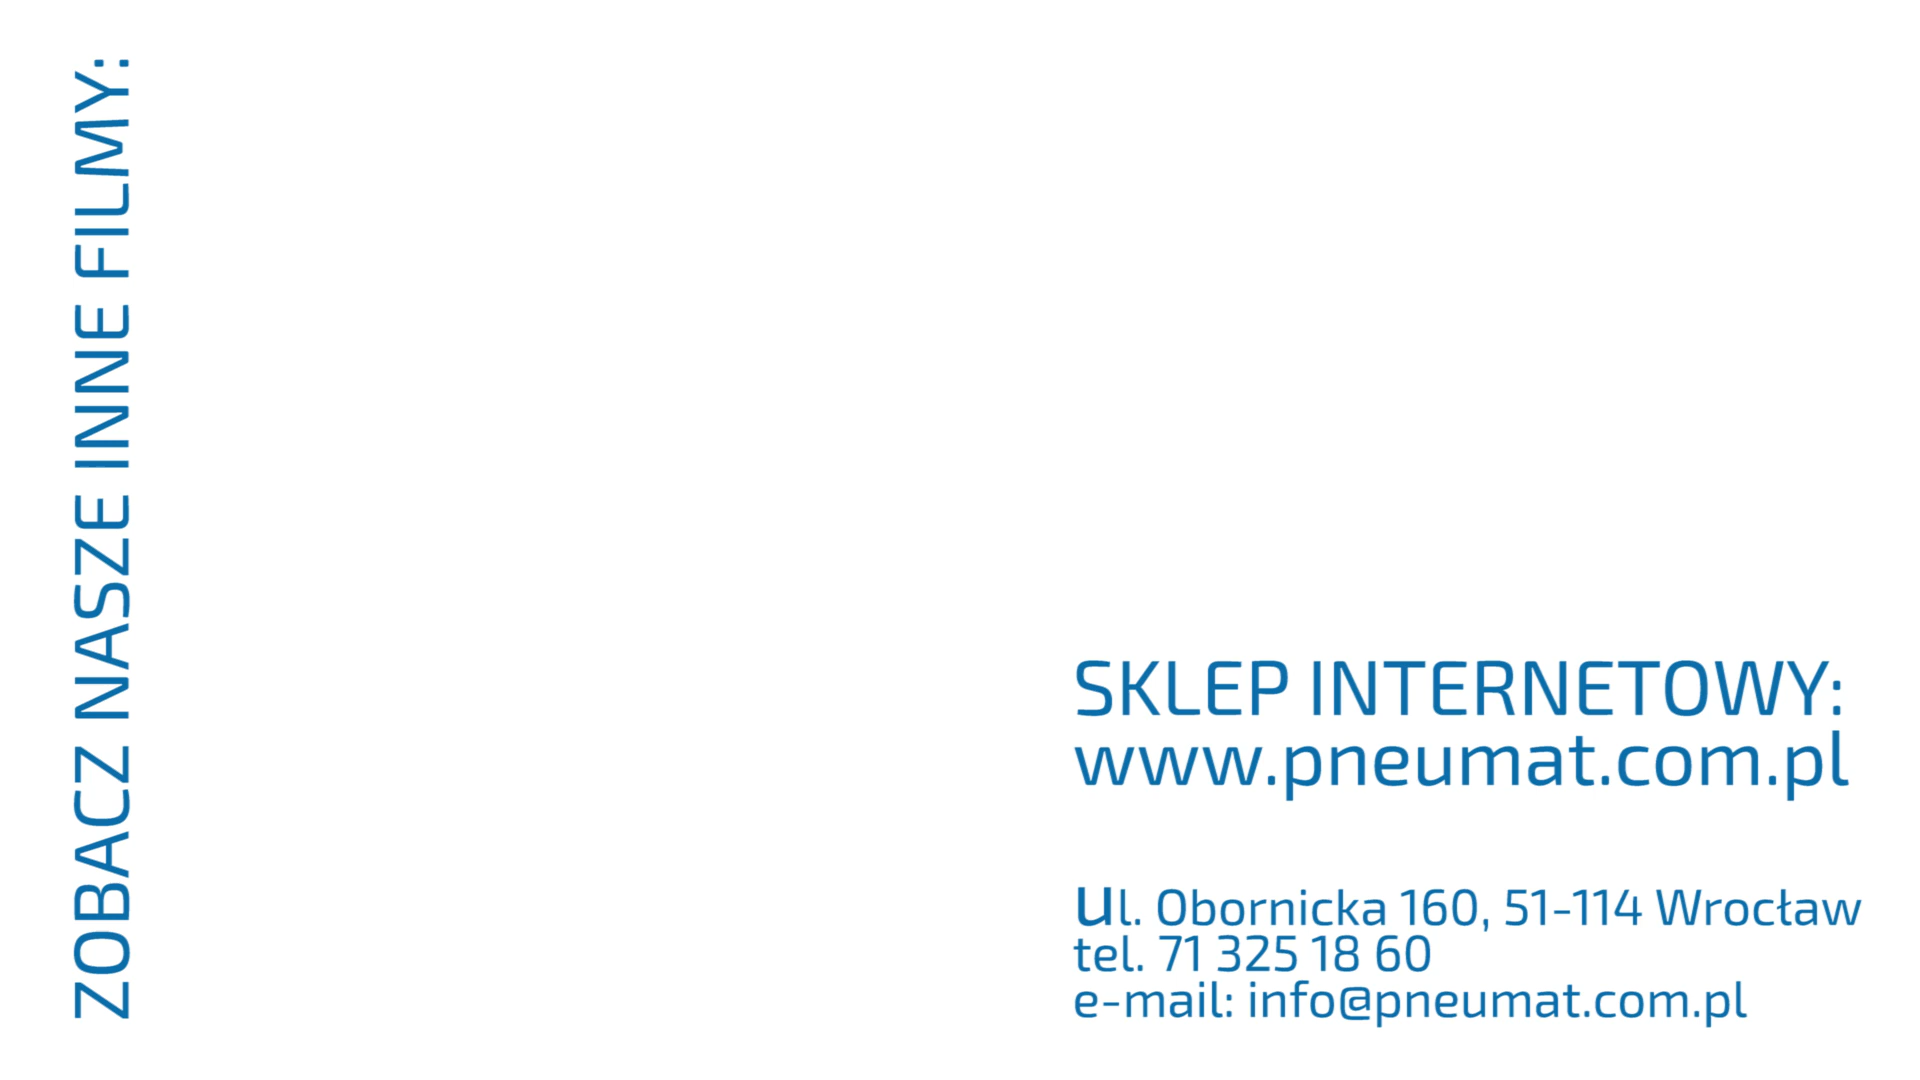 ZOBACZ NASZE INNE FILMY:
SKLEP INTERNETOWY:
www.pneumat.com.pl
ul. Obornicka 160, 51-114 Wrocław
tel. 71 325 18 60
e-mail: info@pneumat.com.pl